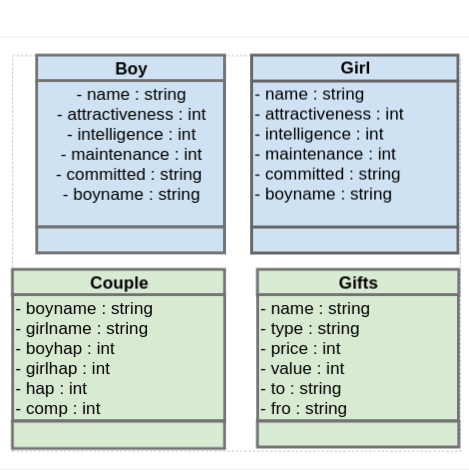 Boy
- name : string
- attractiveness : int
- intelligence : int
- maintenance : int
- committed : string
- boyname : string
Girl
- name : string
- attractiveness : int
- intelligence : int
- maintenance : int
- committed : string
- boyname : string
Couple
- boyname : string
- girlname : string
- boyhap : int
- girlhap : int
- hap : int
- comp : int
Gifts
- name : string
- type : string
- price : int
- value : int
- to : string
- fro : string